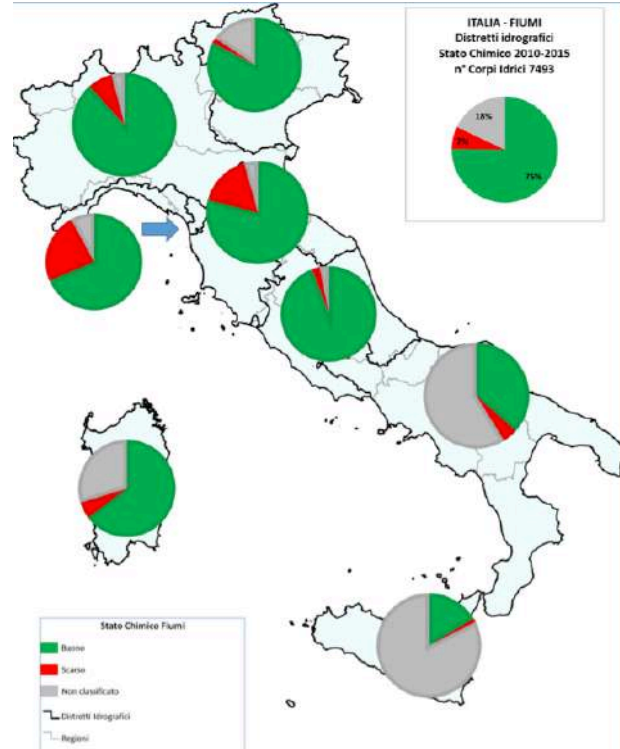 ITALIA - FIUMI
Distretti idrografici
Stato Chimico 2010-2015
n° Corpi Idrici 7493
18%
7%
75%
Stato Chimico Fiumi
Buono
Scarso
Non classificato
Distretti Idrografici
Regioni